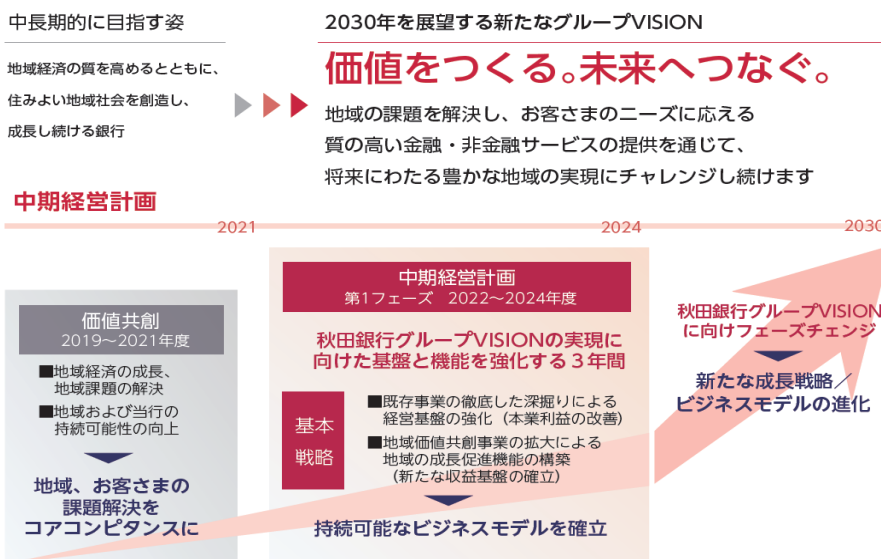 中長期的に目指す姿
地域経済の質を高めるとともに、
住みよい地域社会を創造し、
成長し続ける銀行
2030年を展望する新たなグループVISION
価値をつくる。未来へつなぐ。
地域の課題を解決し、お客さまのニーズに応える
質の高い金融・非金融サービスの提供を通じて、
将来にわたる豊かな地域の実現にチャレンジし続けます
中期経営計画
2021
2024
2030
価値共創
2019～2021年度
■地域経済の成長、
地域課題の解決
■地域および当行の
持続可能性の向上
地域、お客さまの
課題解決を
コアコンピタンスに
中期経営計画
第1フェーズ 2022～2024年度
秋田銀行グループVISIONの実現に
向けた基盤と機能を強化する３年間
基本
戦略
■既存事業の徹底した深掘りによる
経営基盤の強化（本業利益の改善）
■地域価値共創事業の拡大による
地域の成長促進機能の構築
（新たな収益基盤の確立）
持続可能なビジネスモデルを確立
秋田銀行グループVISION
に向けフェーズチェンジ
新たな成長戦略／
ビジネスモデルの進化